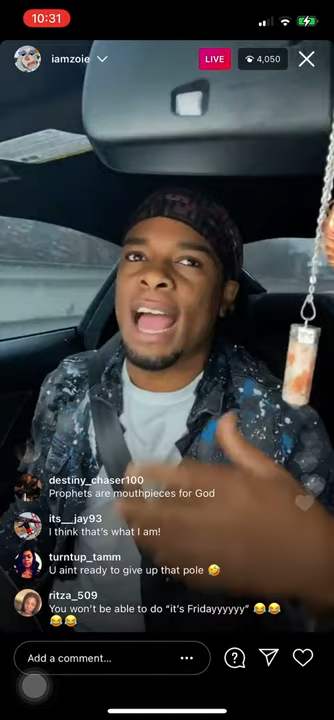 10:31
iamzoie
LIVE
4,050
destiny_chaser100
Prophets are mouthpieces for God
its__jay93
I think that's what I am!
turntup_tamm
U aint ready to give up that pole 🤣
ritza_509
You won't be able to do "it's Fridayyyyyy" 😂😂
😂😂
Add a comment...